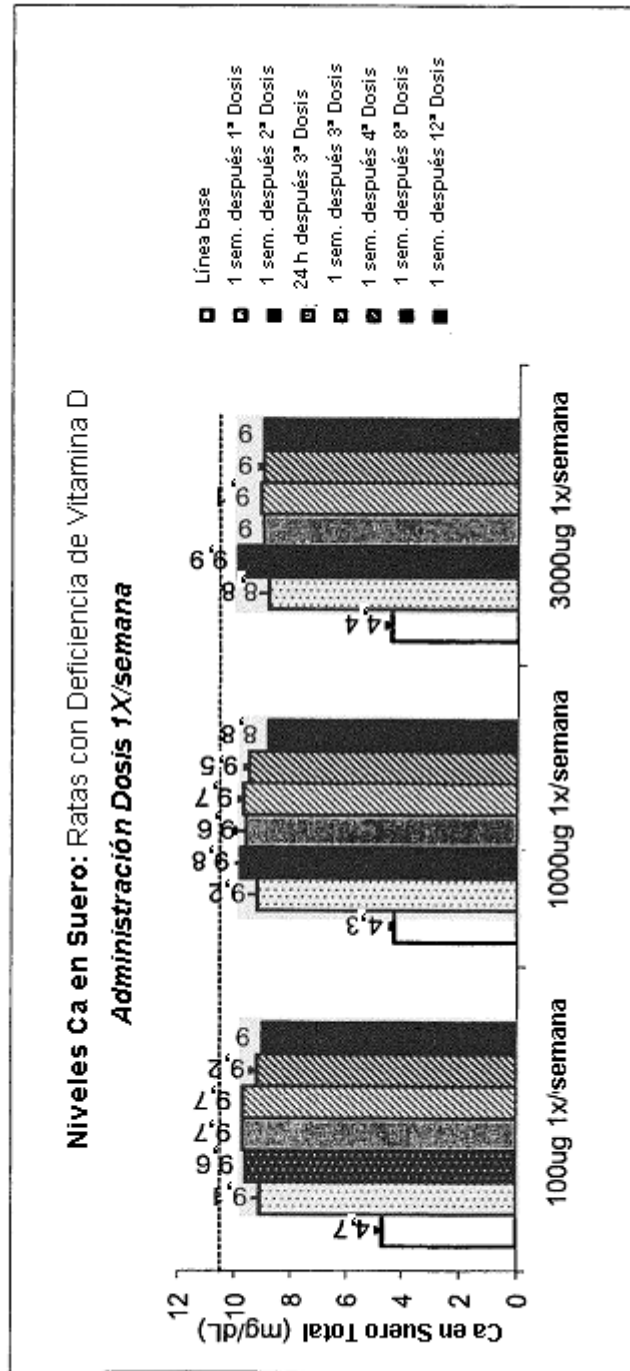 Niveles Ca en Suero: Ratas con Deficiencia de Vitamina D
Administración Dosis 1X/semana
Ca en Suero Total (mg/dL)
12
10
8
6
4
2
0
4,7
9,1
9,6
9,7
9,7
9,2
9
4,3
9,2
9,8
9,6
9,7
9,5
8,8
4,4
8,8
9,9
9
9,1
9
9
100ug 1x/semana
1000ug 1x/semana
3000ug 1x/semana
Línea base
1 sem. después 1ª Dosis
1 sem. después 2ª Dosis
24 h después 3ª Dosis
1 sem. después 3ª Dosis
1 sem. después 4ª Dosis
1 sem. después 8ª Dosis
1 sem. después 12ª Dosis